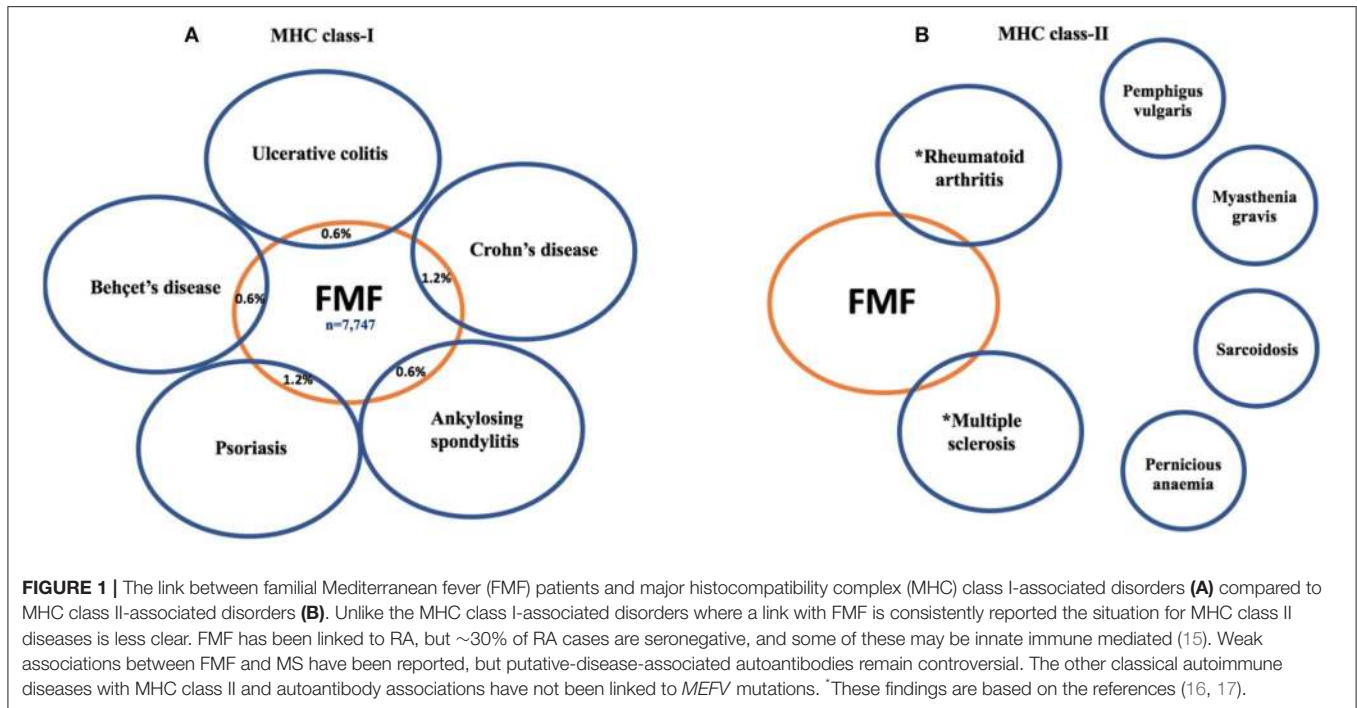 A
MHC class-I
Ulcerative colitis
Crohn's disease
Behçet's disease
0.6%
1.2%
0.6%
FMF
n=7,747
1.2%
0.6%
Psoriasis
Ankylosing
spondylitis
B
MHC class-II
Pemphigus
vulgaris
*Rheumatoid
arthritis
Myasthenia
gravis
FMF
Sarcoidosis
*Multiple
sclerosis
Pernicious
anaemia
FIGURE 1 | The link between familial Mediterranean fever (FMF) patients and major histocompatibility complex (MHC) class I-associated disorders (A) compared to
MHC class II-associated disorders (B). Unlike the MHC class I-associated disorders where a link with FMF is consistently reported the situation for MHC class II
diseases is less clear. FMF has been linked to RA, but ~30% of RA cases are seronegative, and some of these may be innate immune mediated (15). Weak
associations between FMF and MS have been reported, but putative-disease-associated autoantibodies remain controversial. The other classical autoimmune
diseases with MHC class II and autoantibody associations have not been linked to MEFV mutations. *These findings are based on the references (16, 17).